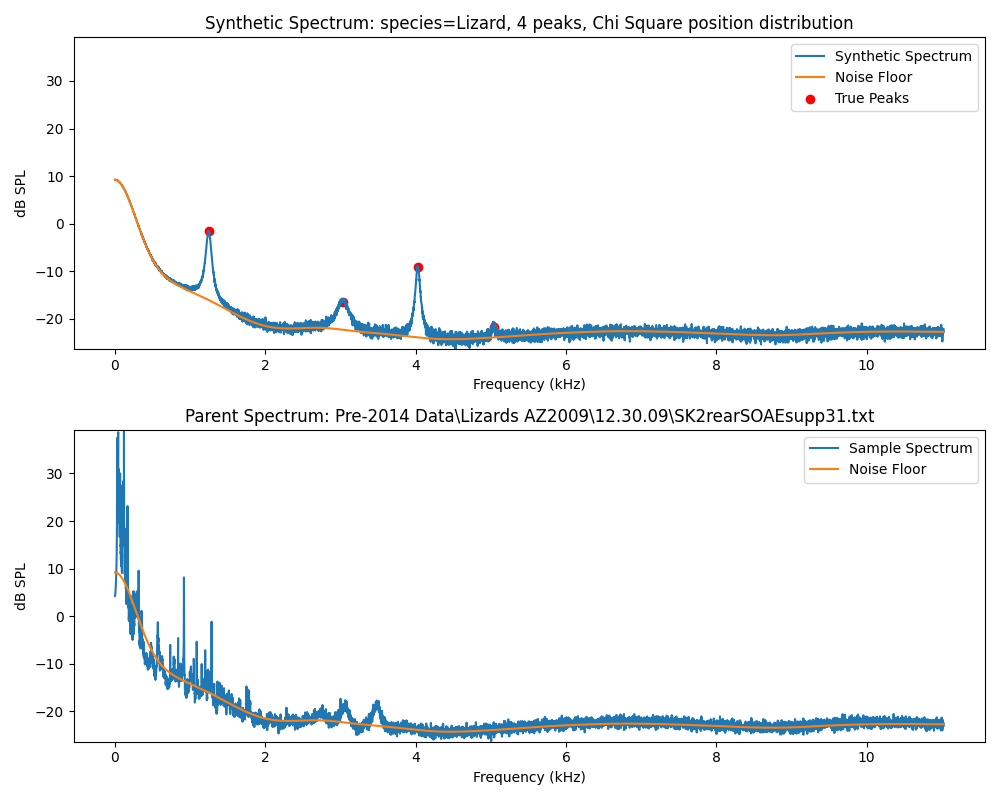 Synthetic Spectrum: species=Lizard, 4 peaks, Chi Square position distribution
dB SPL
30
20
10
0
−10
−20
Synthetic Spectrum
Noise Floor
True Peaks
0 2 4 6 8 10
Frequency (kHz)
Parent Spectrum: Pre-2014 Data\Lizards AZ2009\12.30.09\SK2rearSOAEsupp31.txt
dB SPL
30
20
10
0
−10
−20
Sample Spectrum
Noise Floor
0 2 4 6 8 10
Frequency (kHz)